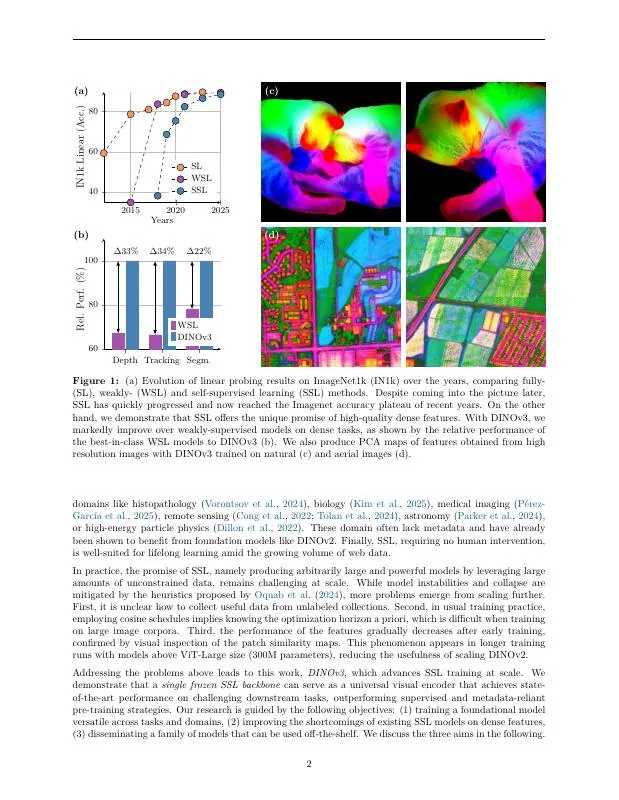 (a)
IN1k Linear (Acc.)
80
60
40
SL
WSL
SSL
2015
2020
2025
Years
(b)
Rel. Perf. (%)
∆33%
∆34%
∆22%
100
80
60
WSL
DINOv3
Depth
Tracking
Segm.
(c)
(d)
Figure 1: (a) Evolution of linear probing results on ImageNet1k (IN1k) over the years, comparing fully-
(SL), weakly- (WSL) and self-supervised learning (SSL) methods. Despite coming into the picture later,
SSL has quickly progressed and now reached the Imagenet accuracy plateau of recent years. On the other
hand, we demonstrate that SSL offers the unique promise of high-quality dense features. With DINOv3, we
markedly improve over weakly-supervised models on dense tasks, as shown by the relative performance of
the best-in-class WSL models to DINOv3 (b). We also produce PCA maps of features obtained from high
resolution images with DINOv3 trained on natural (c) and aerial images (d).
domains like histopathology (Vorontsov et al., 2024), biology (Kim et al., 2025), medical imaging (Pérez-
García et al., 2025), remote sensing (Cong et al., 2022; Tolan et al., 2024), astronomy (Parker et al., 2024),
or high-energy particle physics (Dillon et al., 2022). These domain often lack metadata and have already
been shown to benefit from foundation models like DINOv2. Finally, SSL, requiring no human intervention,
is well-suited for lifelong learning amid the growing volume of web data.
In practice, the promise of SSL, namely producing arbitrarily large and powerful models by leveraging large
amounts of unconstrained data, remains challenging at scale. While model instabilities and collapse are
mitigated by the heuristics proposed by Oquab et al. (2024), more problems emerge from scaling further.
First, it is unclear how to collect useful data from unlabeled collections. Second, in usual training practice,
employing cosine schedules implies knowing the optimization horizon a priori, which is difficult when training
on large image corpora. Third, the performance of the features gradually decreases after early training,
confirmed by visual inspection of the patch similarity maps. This phenomenon appears in longer training
runs with models above ViT-Large size (300M parameters), reducing the usefulness of scaling DINOv2.
Addressing the problems above leads to this work, DINOv3, which advances SSL training at scale. We
demonstrate that a single frozen SSL backbone can serve as a universal visual encoder that achieves state-
of-the-art performance on challenging downstream tasks, outperforming supervised and metadata-reliant
pre-training strategies. Our research is guided by the following objectives: (1) training a foundational model
versatile across tasks and domains, (2) improving the shortcomings of existing SSL models on dense features,
(3) disseminating a family of models that can be used off-the-shelf. We discuss the three aims in the following.
2